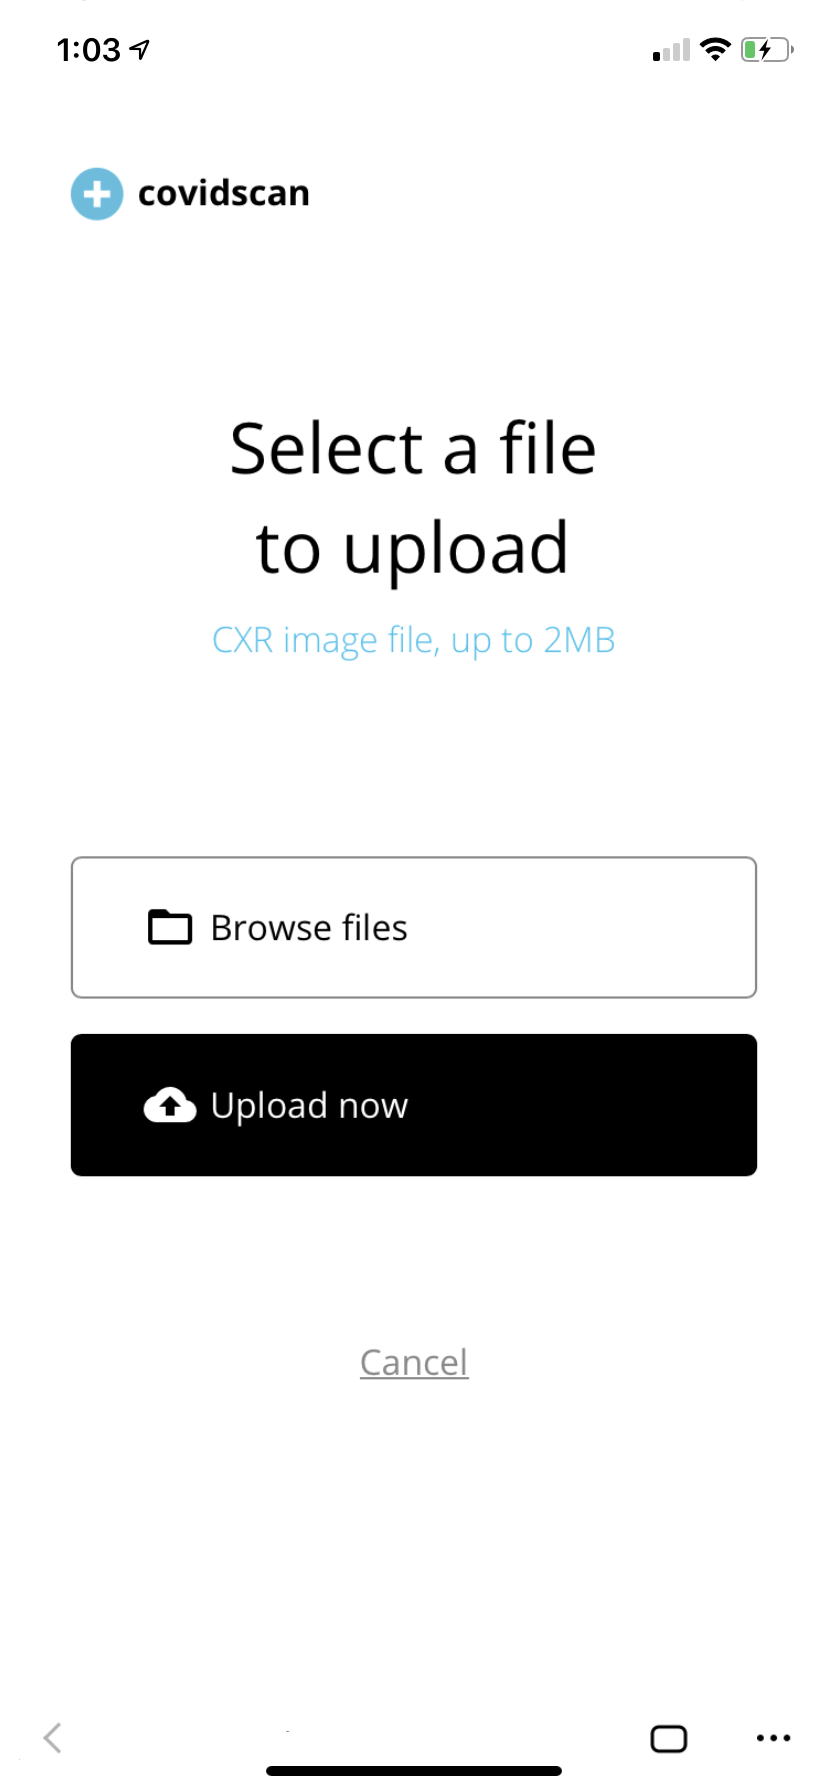 1:03
covidscan
Select a file
to upload
CXR image file, up to 2MB
Browse files
Upload now
Cancel